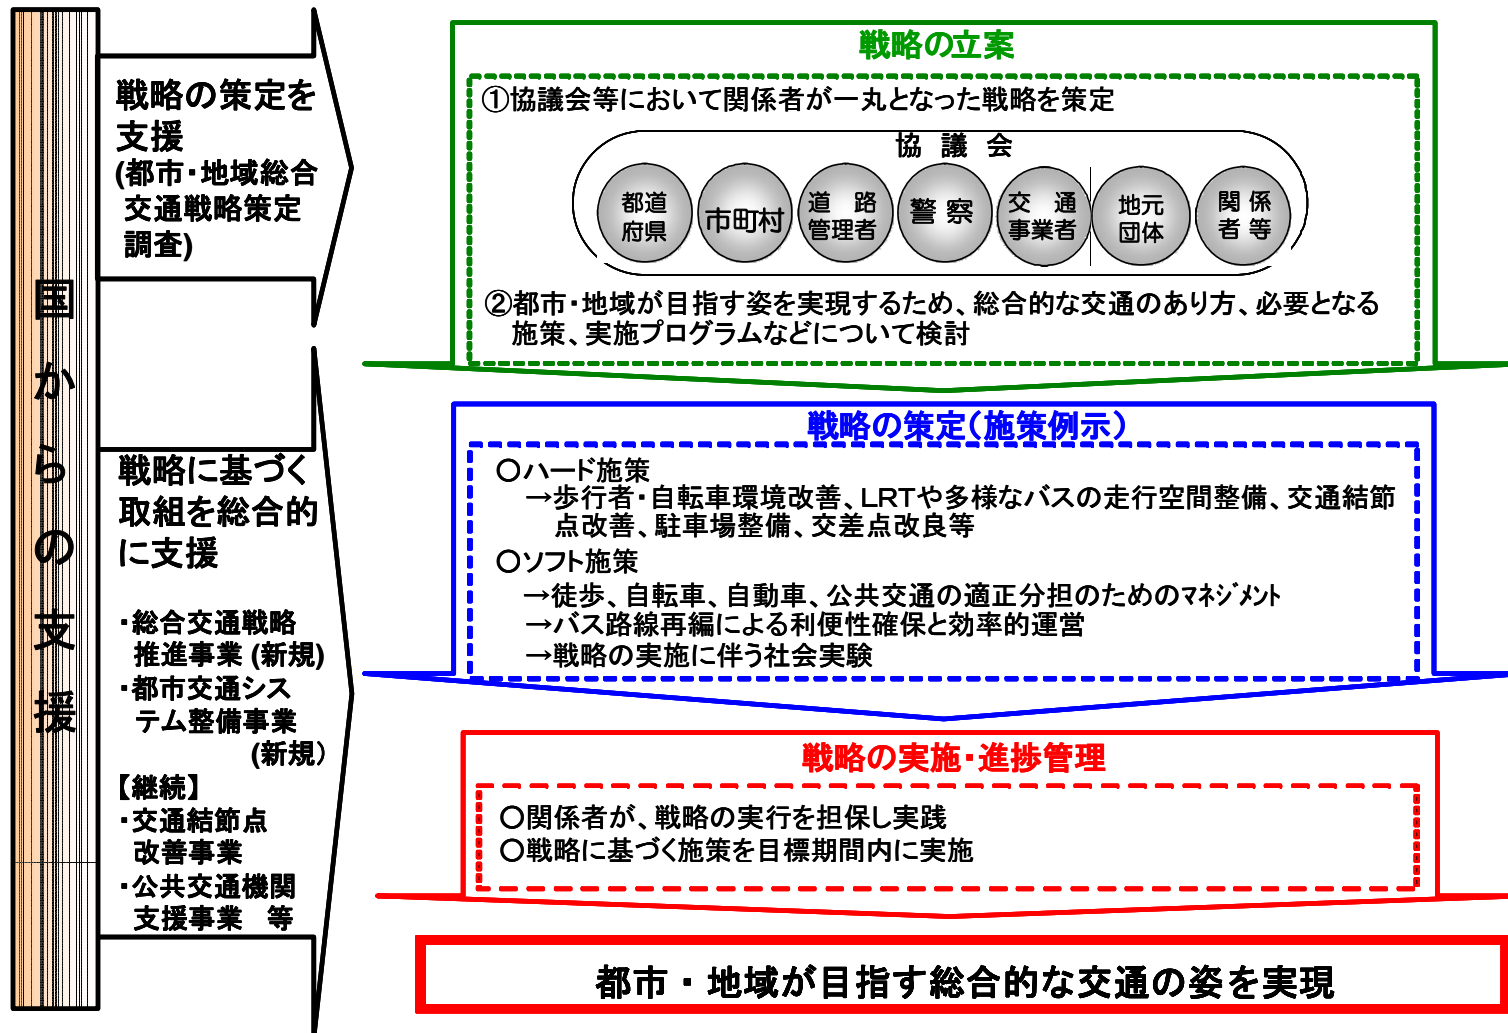 国からの支援
戦略の策定を
支援
(都市・地域総合
交通戦略策定
調査)
戦略に基づく
取組を総合的
に支援
・総合交通戦略
推進事業 (新規)
・都市交通シス
テム整備事業
(新規)
【継続】
・交通結節点
改善事業
・公共交通機関
支援事業 等
戦略の立案
①協議会等において関係者が一丸となった戦略を策定
協 議 会
都道
府県
市町村
道 路
管理者
警 察
交 通
事業者
地元
団体
関 係
者 等
②都市・地域が目指す姿を実現するため、総合的な交通のあり方、必要となる
施策、実施プログラムなどについて検討
戦略の策定(施策例示)
○ハード施策
→歩行者・自転車環境改善、LRTや多様なバスの走行空間整備、交通結節
点改善、駐車場整備、交差点改良等
○ソフト施策
→徒歩、自転車、自動車、公共交通の適正分担のためのマネジメント
→バス路線再編による利便性確保と効率的運営
→戦略の実施に伴う社会実験
戦略の実施・進捗管理
○関係者が、戦略の実行を担保し実践
○戦略に基づく施策を目標期間内に実施
都市・地域が目指す総合的な交通の姿を実現